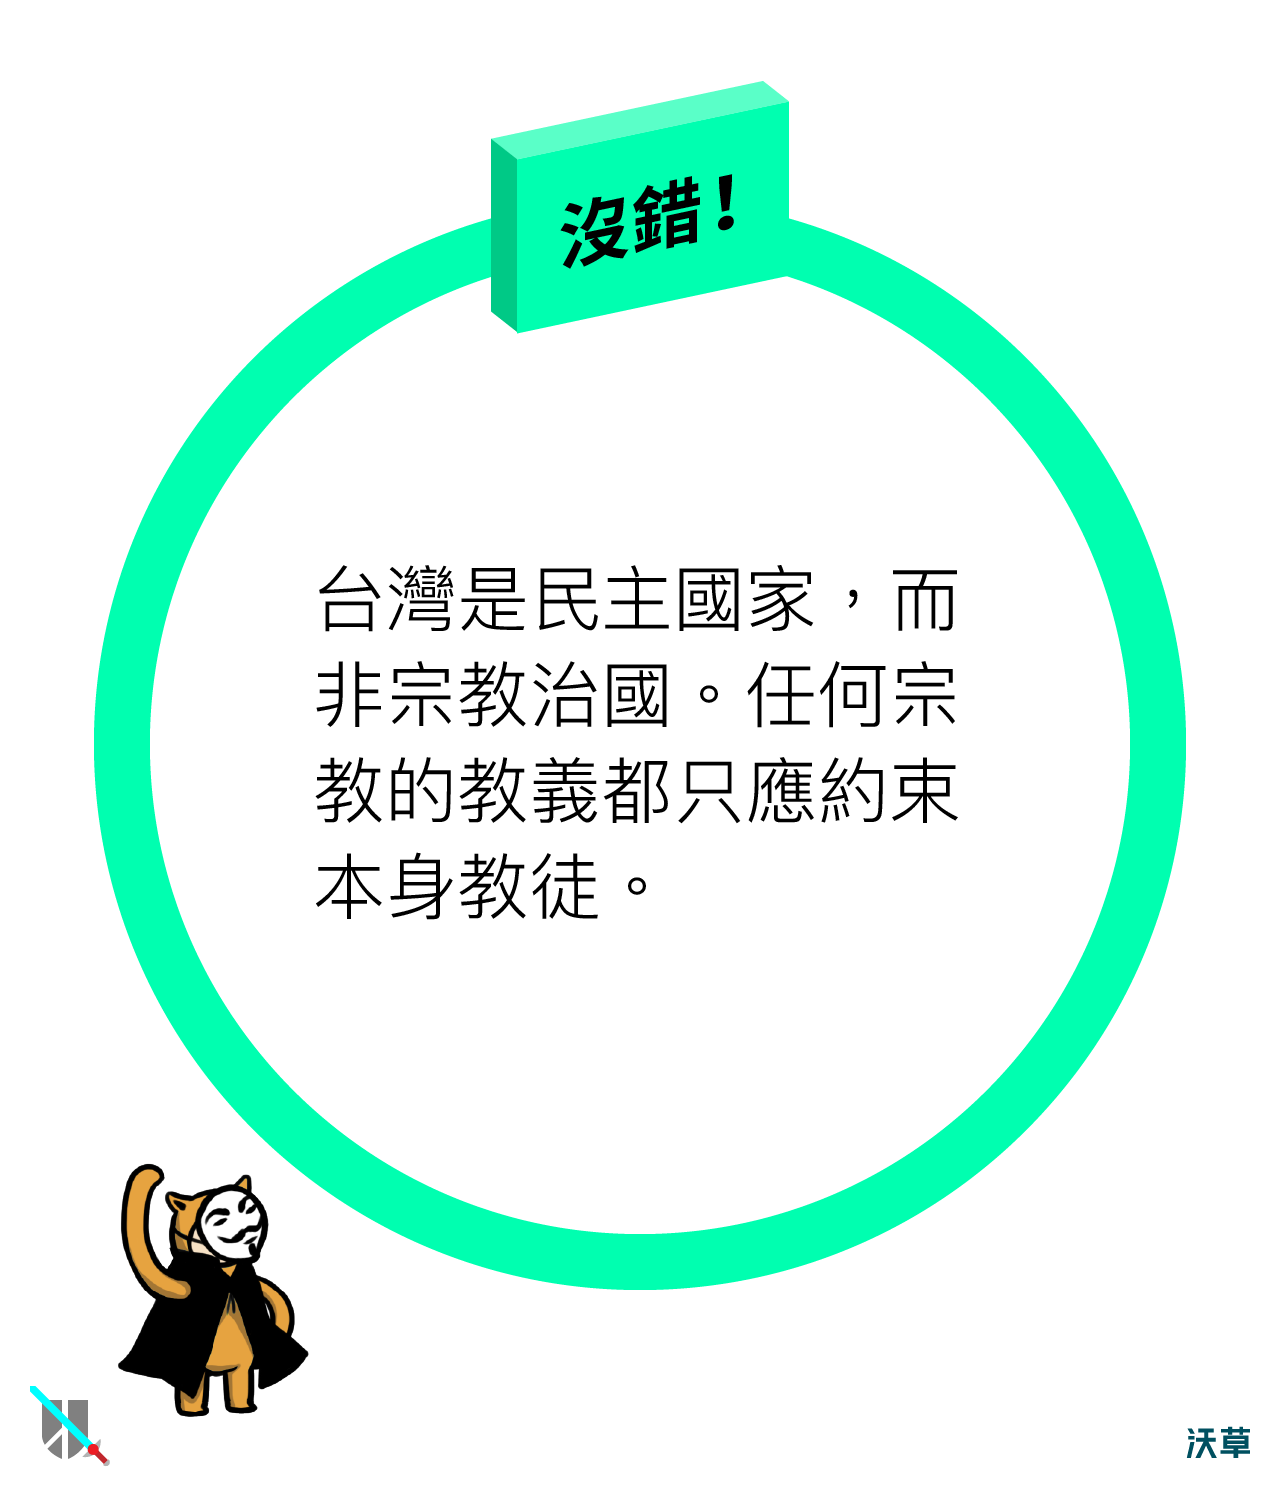 沒錯！
台灣是民主國家，而
非宗教治國。任何宗
教的教義都只應約束
本身教徒。
沃草